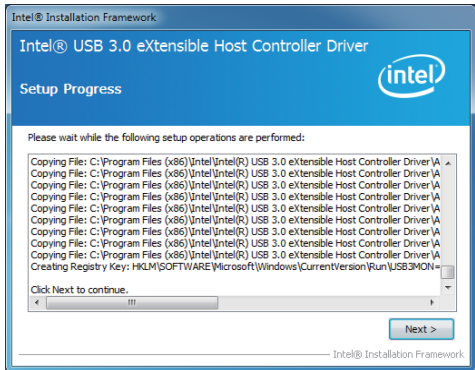 Intel® Installation Framework
Intel® USB 3.0 eXtensible Host Controller Driver
intel
Setup Progress
Please wait while the following setup operations are performed:
Copying File: C:\Program Files (x86)\Intel\Intel(R) USB 3.0 eXtensible Host Controller Driver\A
Copying File: C:\Program Files (x86)\Intel\Intel(R) USB 3.0 eXtensible Host Controller Driver\A
Copying File: C:\Program Files (x86)\Intel\Intel(R) USB 3.0 eXtensible Host Controller Driver\A
Copying File: C:\Program Files (x86)\Intel\Intel(R) USB 3.0 eXtensible Host Controller Driver\A
Copying File: C:\Program Files (x86)\Intel\Intel(R) USB 3.0 eXtensible Host Controller Driver\A
Copying File: C:\Program Files (x86)\Intel\Intel(R) USB 3.0 eXtensible Host Controller Driver\A
Copying File: C:\Program Files (x86)\Intel\Intel(R) USB 3.0 eXtensible Host Controller Driver\A
Copying File: C:\Program Files (x86)\Intel\Intel(R) USB 3.0 eXtensible Host Controller Driver\A
Copying File: C:\Program Files (x86)\Intel\Intel(R) USB 3.0 eXtensible Host Controller Driver\A
Creating Registry Key: HKLM\SOFTWARE\Microsoft\Windows\CurrentVersion\Run\USB3MON=
Click Next to continue.
Next >
Intel® Installation Framework